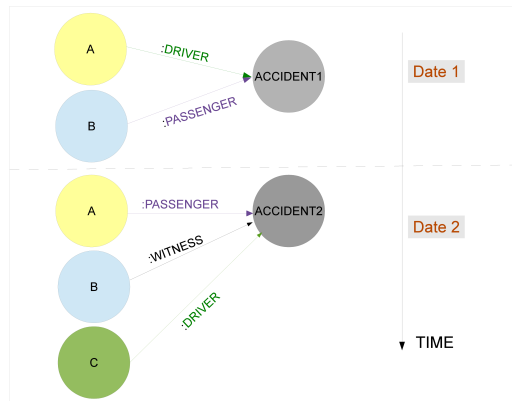 A
:DRIVER
ACCIDENT1
Date 1
B
:PASSENGER
A
:PASSENGER
ACCIDENT2
Date 2
:WITNESS
B
:DRIVER
C
TIME